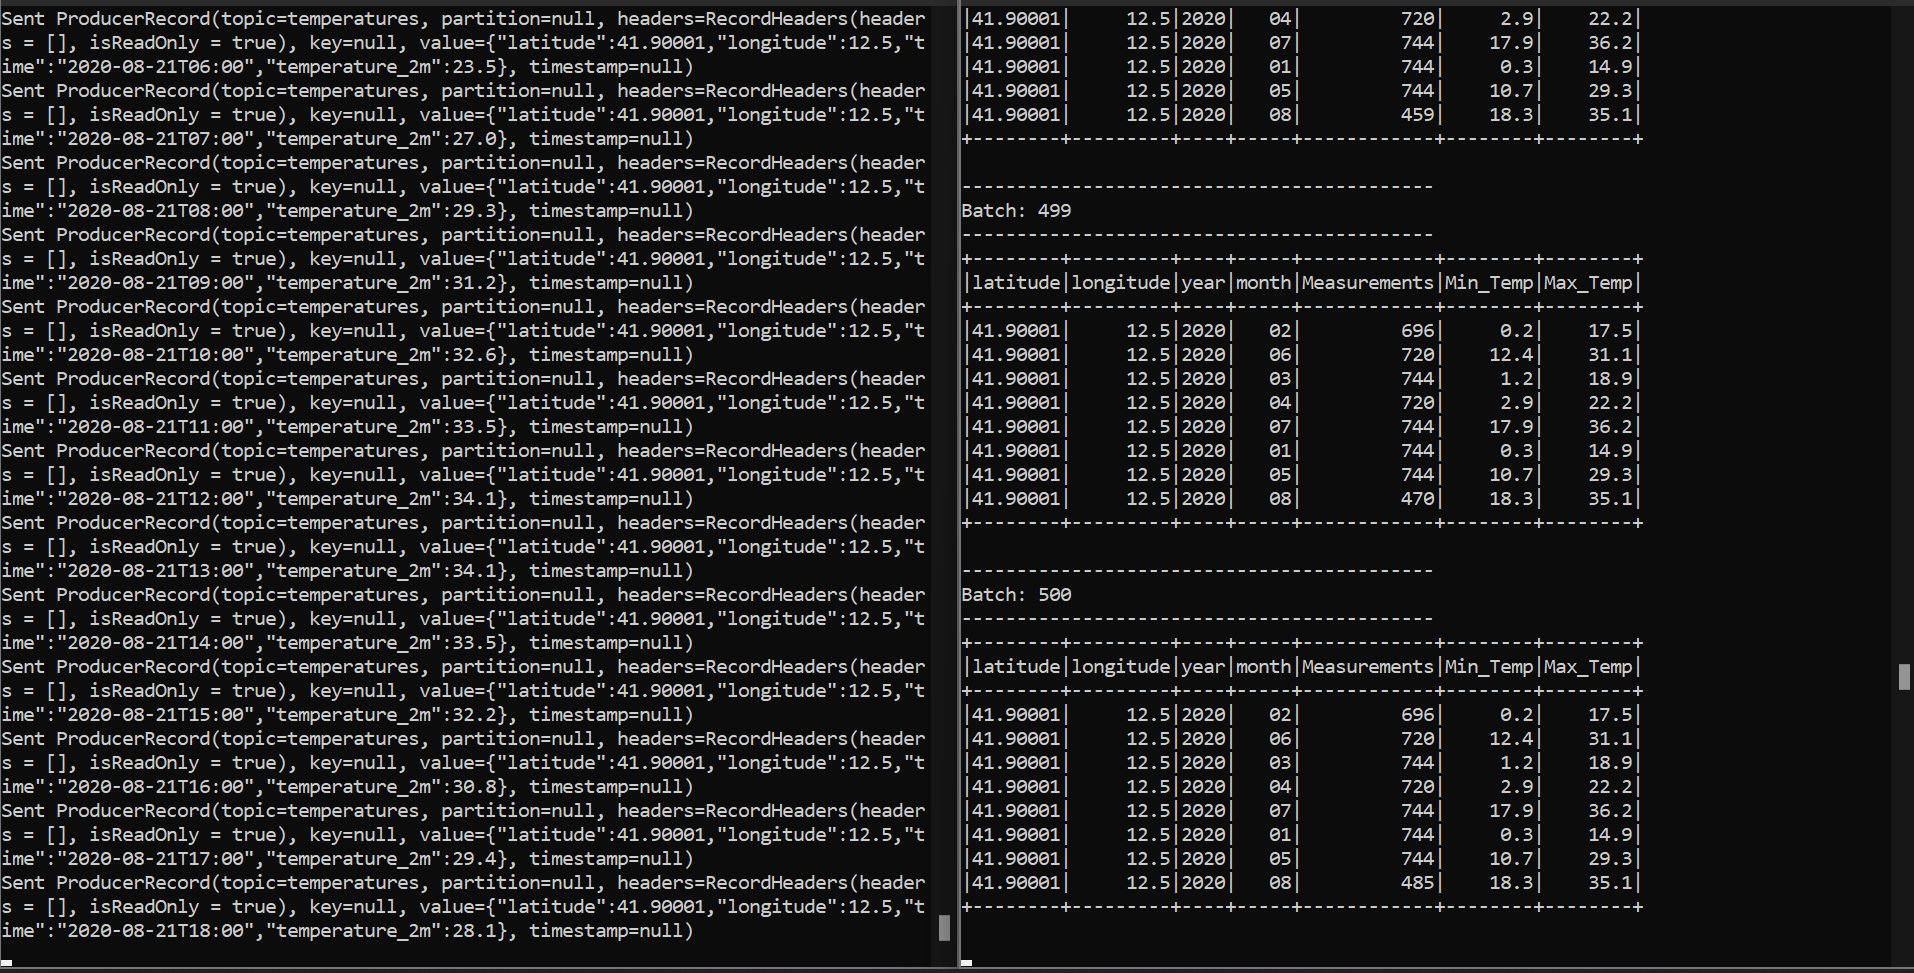 Sent ProducerRecord(topic=temperatures, partition=null, headers=RecordHeaders(header
s = [], isReadOnly = true), key=null, value={"latitude":41.90001,"longitude":12.5,"t
ime":"2020-08-21T06:00","temperature_2m":23.5}, timestamp=null)
Sent ProducerRecord(topic=temperatures, partition=null, headers=RecordHeaders(header
s = [], isReadOnly = true), key=null, value={"latitude":41.90001,"longitude":12.5,"t
ime":"2020-08-21T07:00","temperature_2m":27.0}, timestamp=null)
Sent ProducerRecord(topic=temperatures, partition=null, headers=RecordHeaders(header
s = [], isReadOnly = true), key=null, value={"latitude":41.90001,"longitude":12.5,"t
ime":"2020-08-21T08:00","temperature_2m":29.3}, timestamp=null)
Sent ProducerRecord(topic=temperatures, partition=null, headers=RecordHeaders(header
s = [], isReadOnly = true), key=null, value={"latitude":41.90001,"longitude":12.5,"t
ime":"2020-08-21T09:00","temperature_2m":31.2}, timestamp=null)
Sent ProducerRecord(topic=temperatures, partition=null, headers=RecordHeaders(header
s = [], isReadOnly = true), key=null, value={"latitude":41.90001,"longitude":12.5,"t
ime":"2020-08-21T10:00","temperature_2m":32.6}, timestamp=null)
Sent ProducerRecord(topic=temperatures, partition=null, headers=RecordHeaders(header
s = [], isReadOnly = true), key=null, value={"latitude":41.90001,"longitude":12.5,"t
ime":"2020-08-21T11:00","temperature_2m":33.5}, timestamp=null)
Sent ProducerRecord(topic=temperatures, partition=null, headers=RecordHeaders(header
s = [], isReadOnly = true), key=null, value={"latitude":41.90001,"longitude":12.5,"t
ime":"2020-08-21T12:00","temperature_2m":34.1}, timestamp=null)
Sent ProducerRecord(topic=temperatures, partition=null, headers=RecordHeaders(header
s = [], isReadOnly = true), key=null, value={"latitude":41.90001,"longitude":12.5,"t
ime":"2020-08-21T13:00","temperature_2m":34.1}, timestamp=null)
Sent ProducerRecord(topic=temperatures, partition=null, headers=RecordHeaders(header
s = [], isReadOnly = true), key=null, value={"latitude":41.90001,"longitude":12.5,"t
ime":"2020-08-21T14:00","temperature_2m":33.5}, timestamp=null)
Sent ProducerRecord(topic=temperatures, partition=null, headers=RecordHeaders(header
s = [], isReadOnly = true), key=null, value={"latitude":41.90001,"longitude":12.5,"t
ime":"2020-08-21T15:00","temperature_2m":32.2}, timestamp=null)
Sent ProducerRecord(topic=temperatures, partition=null, headers=RecordHeaders(header
s = [], isReadOnly = true), key=null, value={"latitude":41.90001,"longitude":12.5,"t
ime":"2020-08-21T16:00","temperature_2m":30.8}, timestamp=null)
Sent ProducerRecord(topic=temperatures, partition=null, headers=RecordHeaders(header
s = [], isReadOnly = true), key=null, value={"latitude":41.90001,"longitude":12.5,"t
ime":"2020-08-21T17:00","temperature_2m":29.4}, timestamp=null)
Sent ProducerRecord(topic=temperatures, partition=null, headers=RecordHeaders(header
s = [], isReadOnly = true), key=null, value={"latitude":41.90001,"longitude":12.5,"t
ime":"2020-08-21T18:00","temperature_2m":28.1}, timestamp=null)
|41.90001|     12.5|2020|   04|         720|     2.9|    22.2|
|41.90001|     12.5|2020|   07|         744|    17.9|    36.2|
|41.90001|     12.5|2020|   01|         744|     0.3|    14.9|
|41.90001|     12.5|2020|   05|         744|    10.7|    29.3|
|41.90001|     12.5|2020|   08|         459|    18.3|    35.1|
+--------+---------+----+-----+------------+--------+--------+
-------------------------------------------
Batch: 499
-------------------------------------------
+--------+---------+----+-----+------------+--------+--------+
|latitude|longitude|year|month|Measurements|Min_Temp|Max_Temp|
+--------+---------+----+-----+------------+--------+--------+
|41.90001|     12.5|2020|   02|         696|     0.2|    17.5|
|41.90001|     12.5|2020|   06|         720|    12.4|    31.1|
|41.90001|     12.5|2020|   03|         744|     1.2|    18.9|
|41.90001|     12.5|2020|   04|         720|     2.9|    22.2|
|41.90001|     12.5|2020|   07|         744|    17.9|    36.2|
|41.90001|     12.5|2020|   01|         744|     0.3|    14.9|
|41.90001|     12.5|2020|   05|         744|    10.7|    29.3|
|41.90001|     12.5|2020|   08|         470|    18.3|    35.1|
+--------+---------+----+-----+------------+--------+--------+
-------------------------------------------
Batch: 500
-------------------------------------------
+--------+---------+----+-----+------------+--------+--------+
|latitude|longitude|year|month|Measurements|Min_Temp|Max_Temp|
+--------+---------+----+-----+------------+--------+--------+
|41.90001|     12.5|2020|   02|         696|     0.2|    17.5|
|41.90001|     12.5|2020|   06|         720|    12.4|    31.1|
|41.90001|     12.5|2020|   03|         744|     1.2|    18.9|
|41.90001|     12.5|2020|   04|         720|     2.9|    22.2|
|41.90001|     12.5|2020|   07|         744|    17.9|    36.2|
|41.90001|     12.5|2020|   01|         744|     0.3|    14.9|
|41.90001|     12.5|2020|   05|         744|    10.7|    29.3|
|41.90001|     12.5|2020|   08|         485|    18.3|    35.1|
+--------+---------+----+-----+------------+--------+--------+